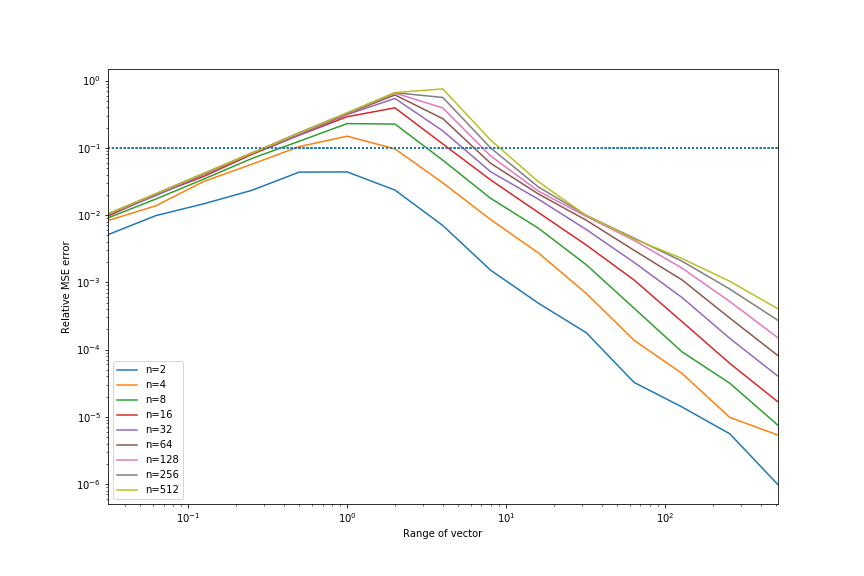 10⁰
10⁻¹
10⁻²
10⁻³
10⁻⁴
10⁻⁵
10⁻⁶
Relative MSE error
n=2
n=4
n=8
n=16
n=32
n=64
n=128
n=256
n=512
10⁻¹ 10⁰ 10¹ 10²
Range of vector